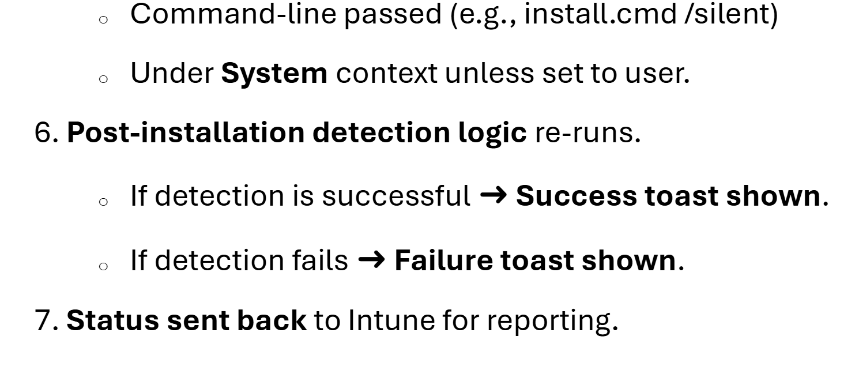 ○ Command-line passed (e.g., install.cmd /silent)
○ Under System context unless set to user.
6. Post-installation detection logic re-runs.
○ If detection is successful → Success toast shown.
○ If detection fails → Failure toast shown.
7. Status sent back to Intune for reporting.